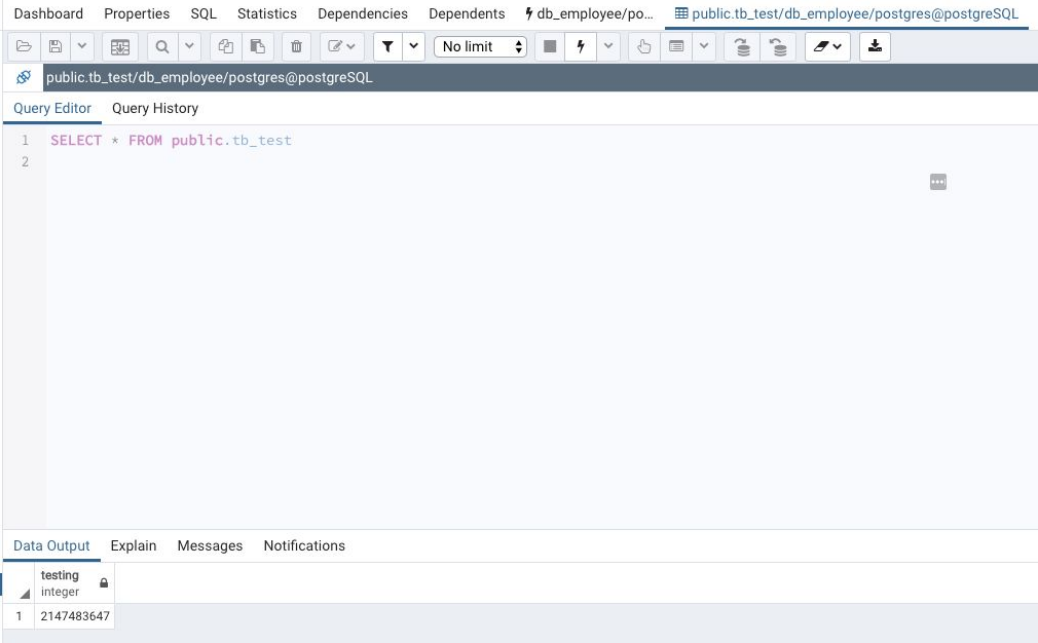 Dashboard Properties SQL Statistics Dependencies Dependents db_employee/po... public.tb_test/db_employee/postgres@postgreSQL
No limit
public.tb_test/db_employee/postgres@postgreSQL
Query Editor Query History
1 SELECT * FROM public.tb_test
2
Data Output Explain Messages Notifications
testing
integer
1 2147483647